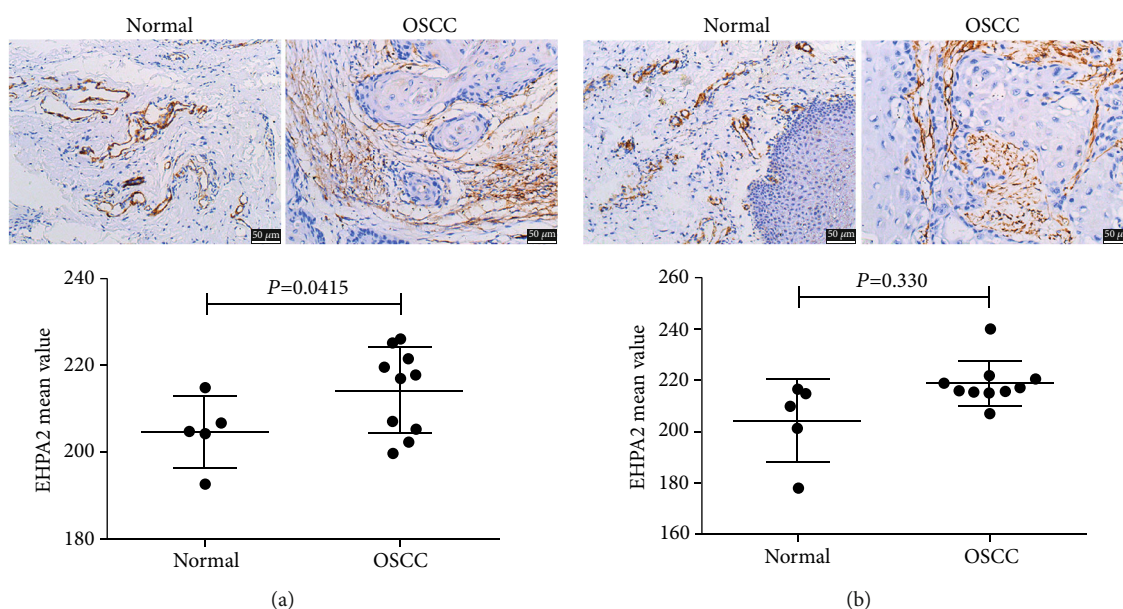 Normal OSCC
50 μm 50 μm
240
220
200
180
EHPA2 mean value
P=0.0415
Normal OSCC
(a)
Normal OSCC
50 μm 50 μm
260
240
220
200
180
160
EHPA2 mean value
P=0.330
Normal OSCC
(b)